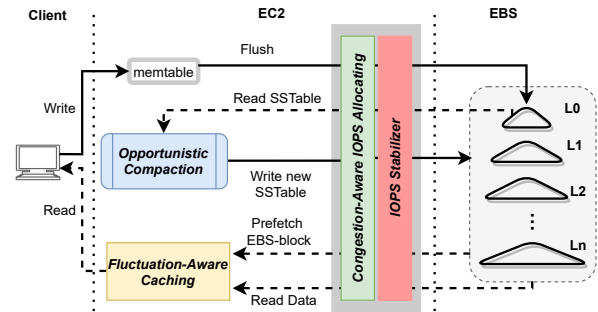 Client
EC2
EBS
Flush
memtable
Write
Read SSTable
L0
Opportunistic
Compaction
Write new
SSTable
Congestion-Aware IOPS Allocating
IOPS Stabilizer
L1
L2
Read
Prefetch
EBS-block
Fluctuation-Aware
Caching
Read Data
Ln